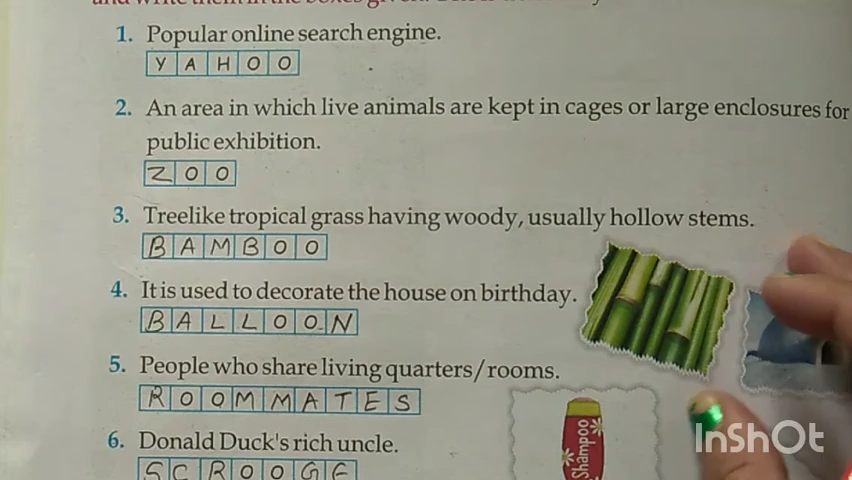 1. Popular online search engine.
YAHOO
2. An area in which live animals are kept in cages or large enclosures for
public exhibition.
ZOO
3. Treelike tropical grass having woody, usually hollow stems.
BAMBOO
4. It is used to decorate the house on birthday.
BALLOON
5. People who share living quarters/rooms.
ROOMMATES
6. Donald Duck's rich uncle.
SCROOGE
Shampoo
InShOt